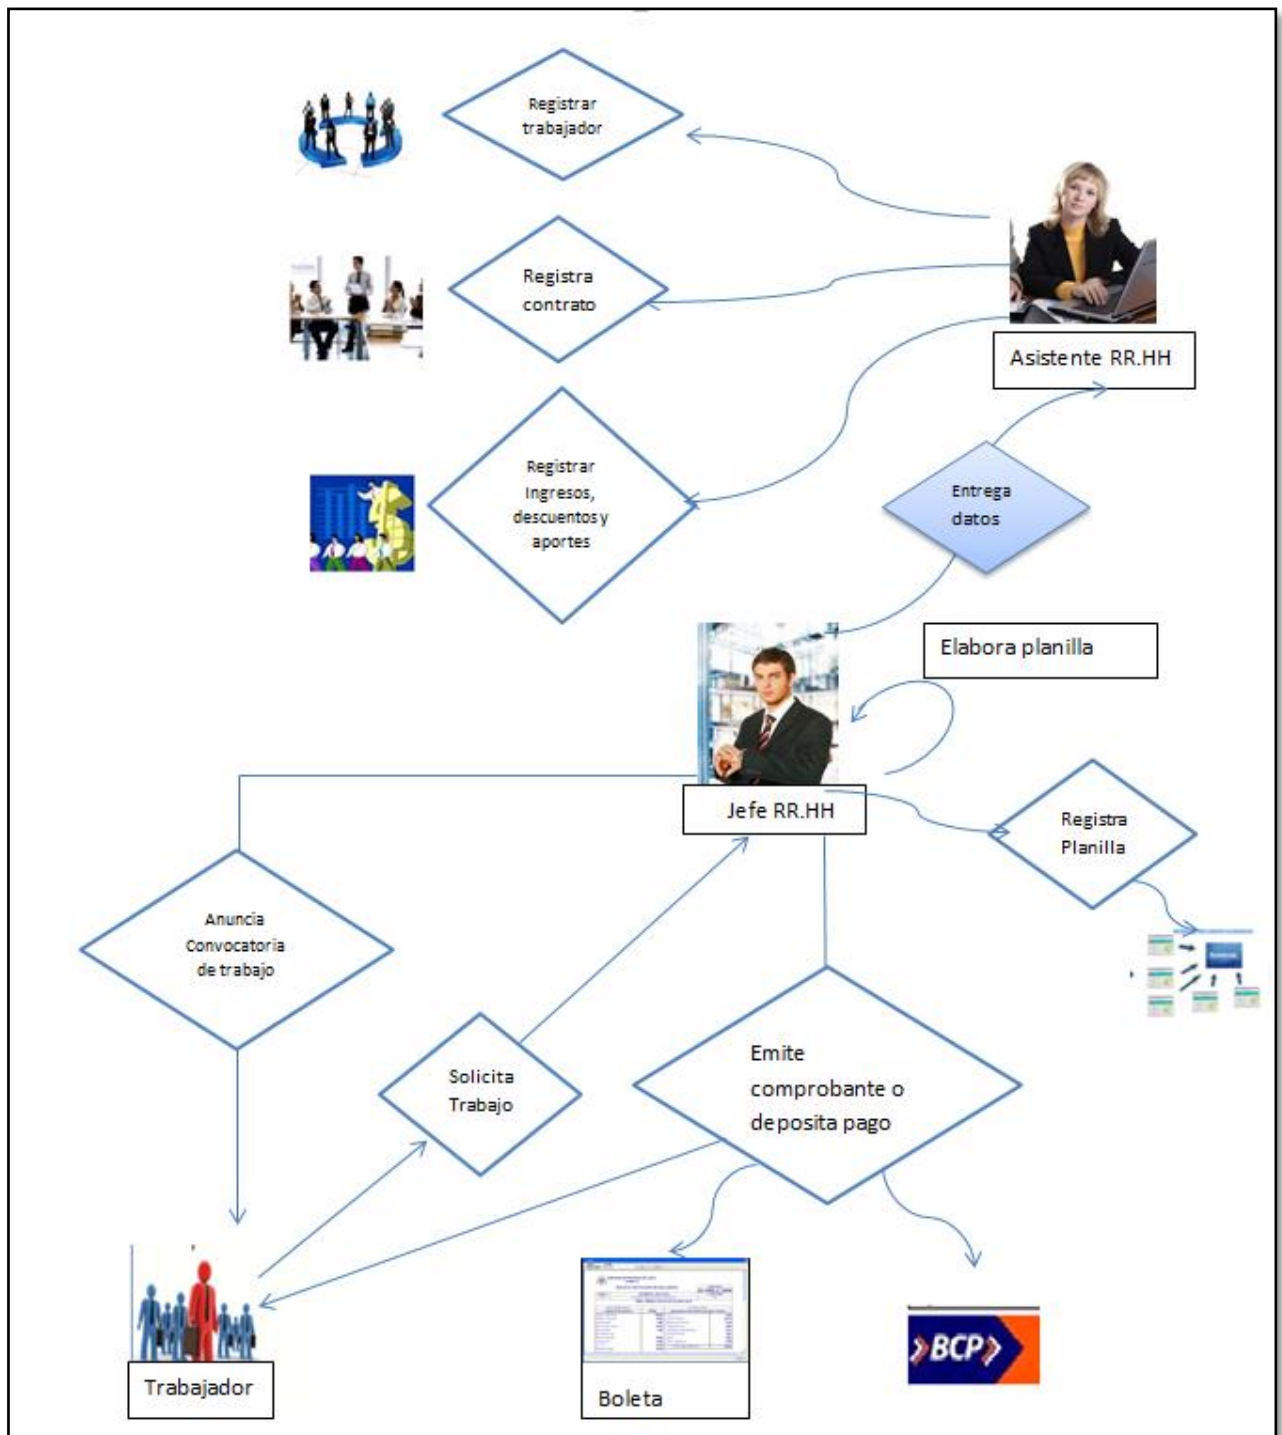 Registrar
trabajador
Registra
contrato
Asistente RR.HH
Registrar
Ingresos,
descuentos y
aportes
Entrega
datos
Elabora planilla
Jefe RR.HH
Registra
Planilla
Anuncia
Convocatoria
de trabajo
Solicita
Trabajo
Emite
comprobante o
deposita pago
BCP
Trabajador
Boleta